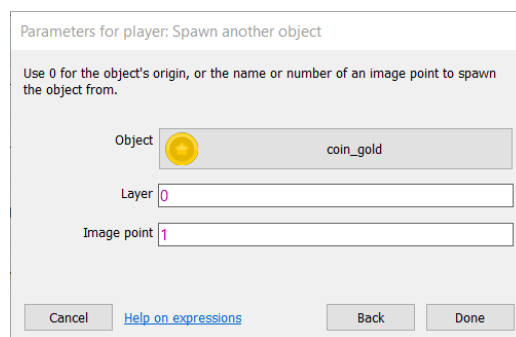 Parameters for player: Spawn another object
Use 0 for the object's origin, or the name or number of an image point to spawn
the object from.
Object coin_gold
Layer 0
Image point 1
Cancel Help on expressions Back Done